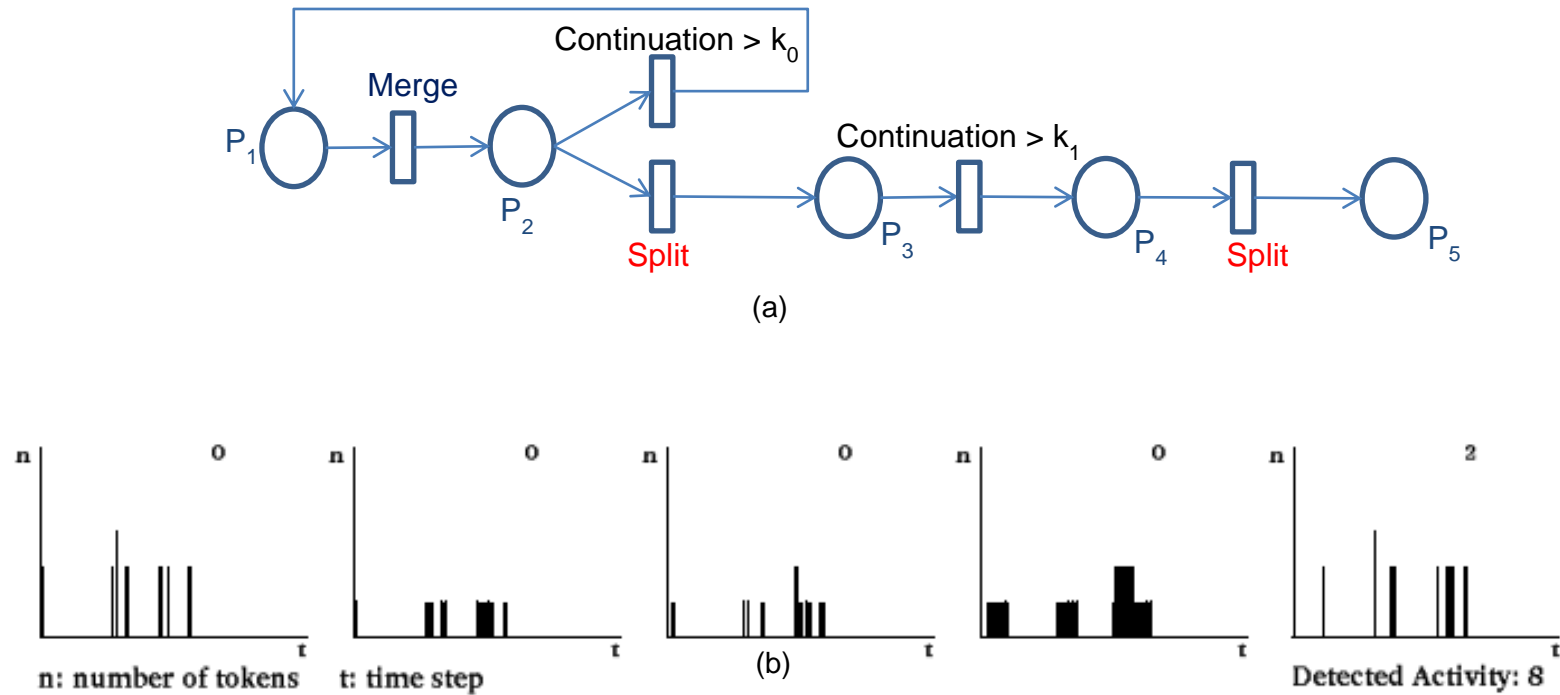 Continuation > k0
Merge
P1
P2
Split
Continuation > k1
P3
P4
Split
P5
(a)
n 0 t
n 0 t
n 0 t
n 0 t
n 2 t
n: number of tokens t: time step (b) Detected Activity: 8